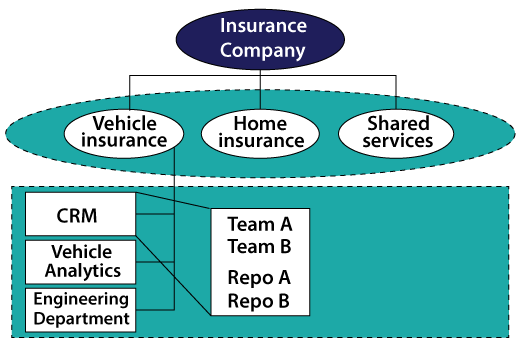 Insurance
Company
Vehicle
insurance
Home
insurance
Shared
services
CRM
Vehicle
Analytics
Engineering
Department
Team A
Team B
Repo A
Repo B